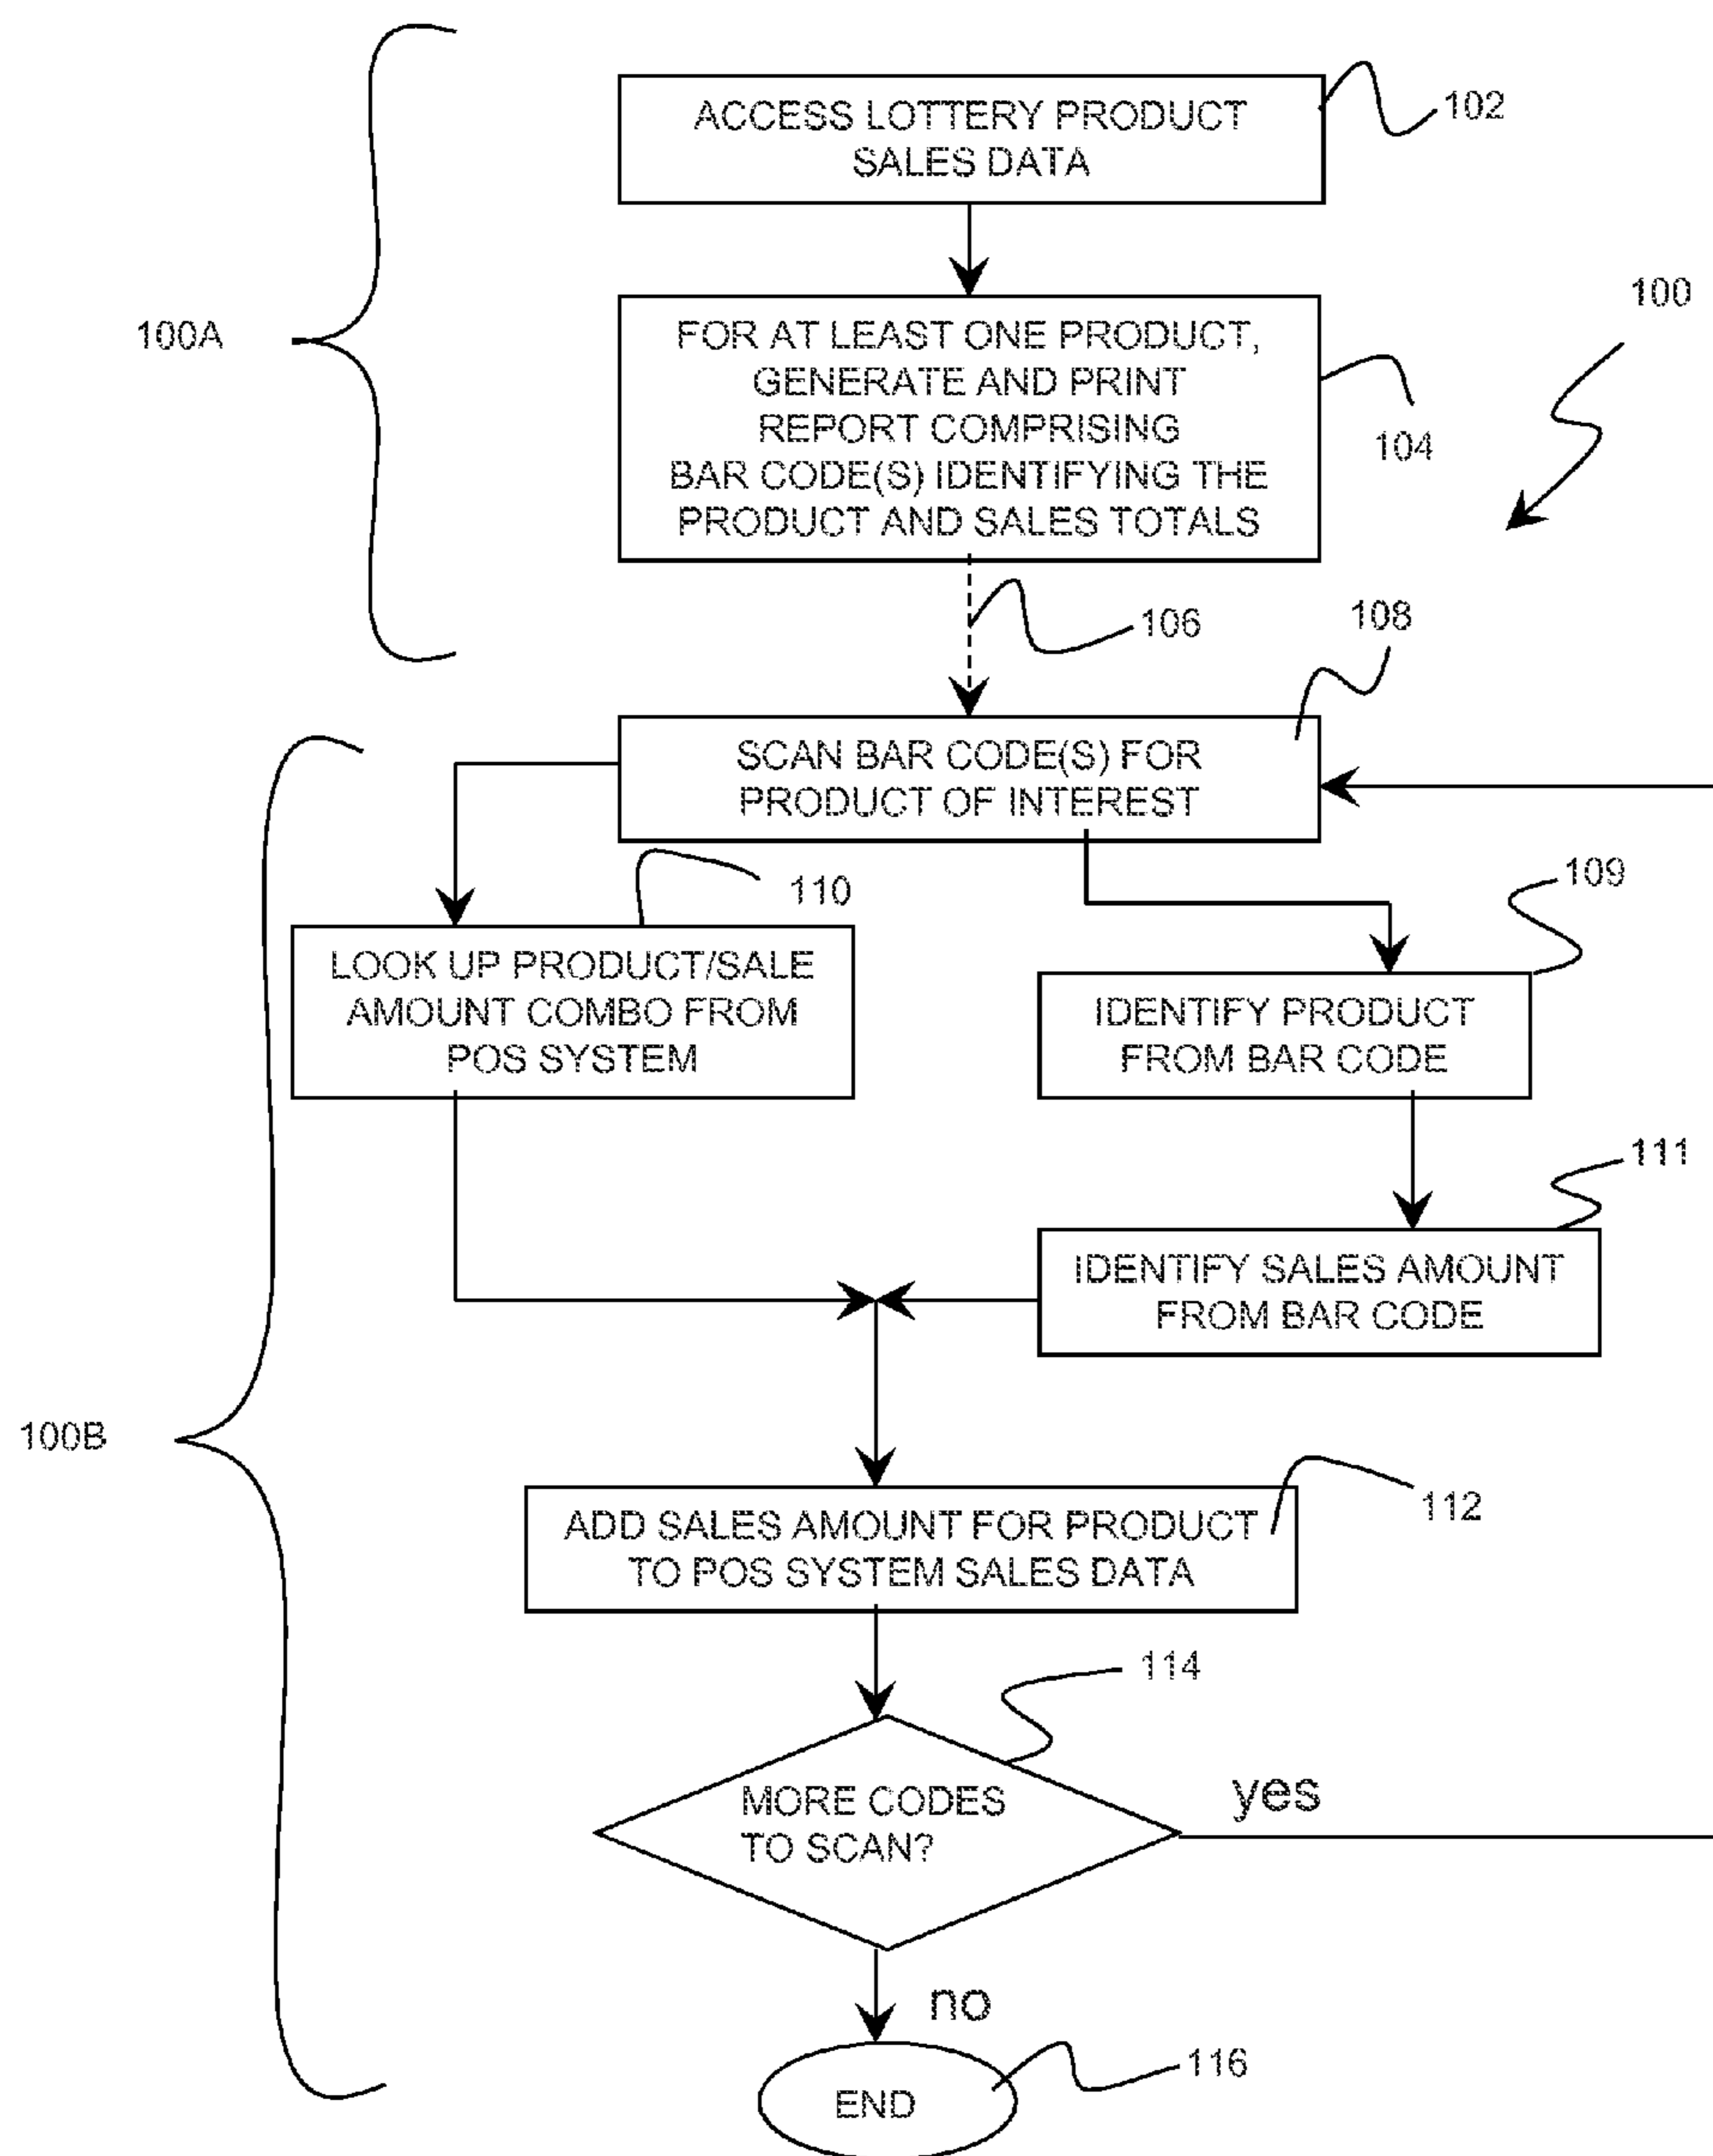 ACCESS LOTTERY PRODUCT
SALES DATA
102
100A
FOR AT LEAST ONE PRODUCT,
GENERATE AND PRINT
REPORT COMPRISING
BAR CODE(S) IDENTIFYING THE
PRODUCT AND SALES TOTALS
100
104
106
108
SCAN BAR CODE(S) FOR
PRODUCT OF INTEREST
110
109
LOOK UP PRODUCT/SALE
AMOUNT COMBO FROM
POS SYSTEM
IDENTIFY PRODUCT
FROM BAR CODE
111
IDENTIFY SALES AMOUNT
FROM BAR CODE
100B
ADD SALES AMOUNT FOR PRODUCT
TO POS SYSTEM SALES DATA
112
114
MORE CODES
TO SCAN?
yes
no
116
END